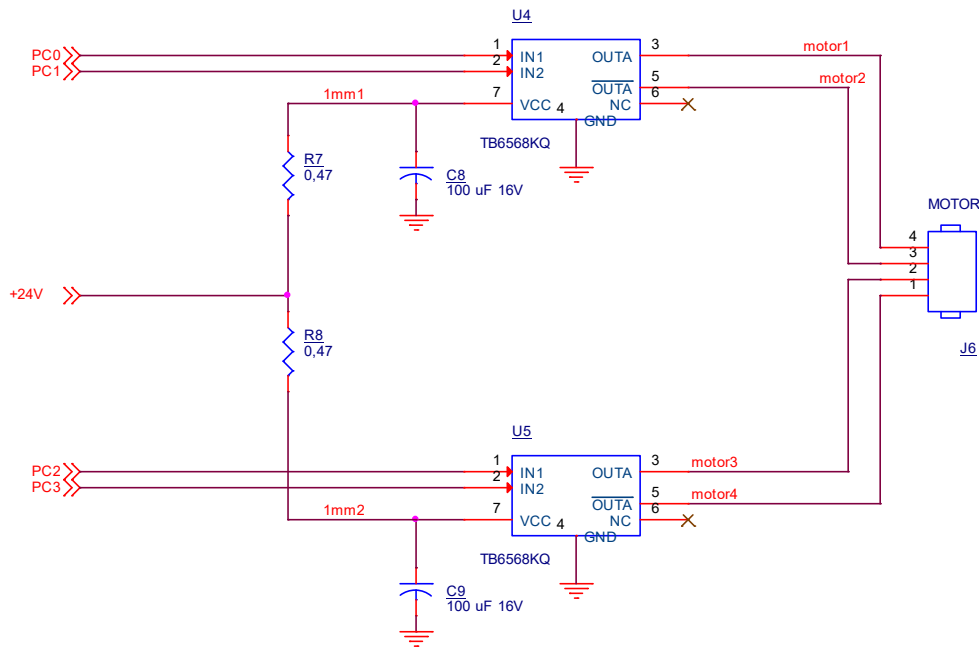 U4
PC0
PC1
1
2
IN1
IN2
OUTA
3
motor1
OUTA
5
motor2
NC
6
1mm1
7
VCC
4
GND
TB6568KQ
R7
0,47
C8
100 uF 16V
MOTOR
4
3
2
1
J6
+24V
R8
0,47
U5
PC2
PC3
1
2
IN1
IN2
OUTA
3
motor3
OUTA
5
motor4
NC
6
1mm2
7
VCC
4
GND
TB6568KQ
C9
100 uF 16V